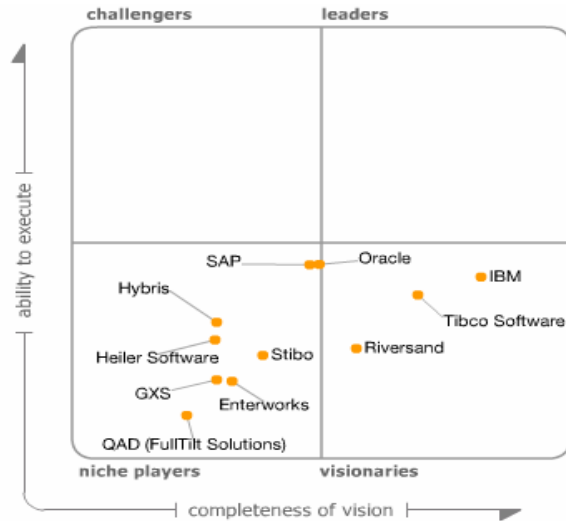 challengers
leaders
ability to execute
SAP
Oracle
IBM
Hybris
Tibco Software
Heiler Software
Stibo
Riversand
GXS
Enterworks
QAD (FullTilt Solutions)
niche players
visionaries
completeness of vision